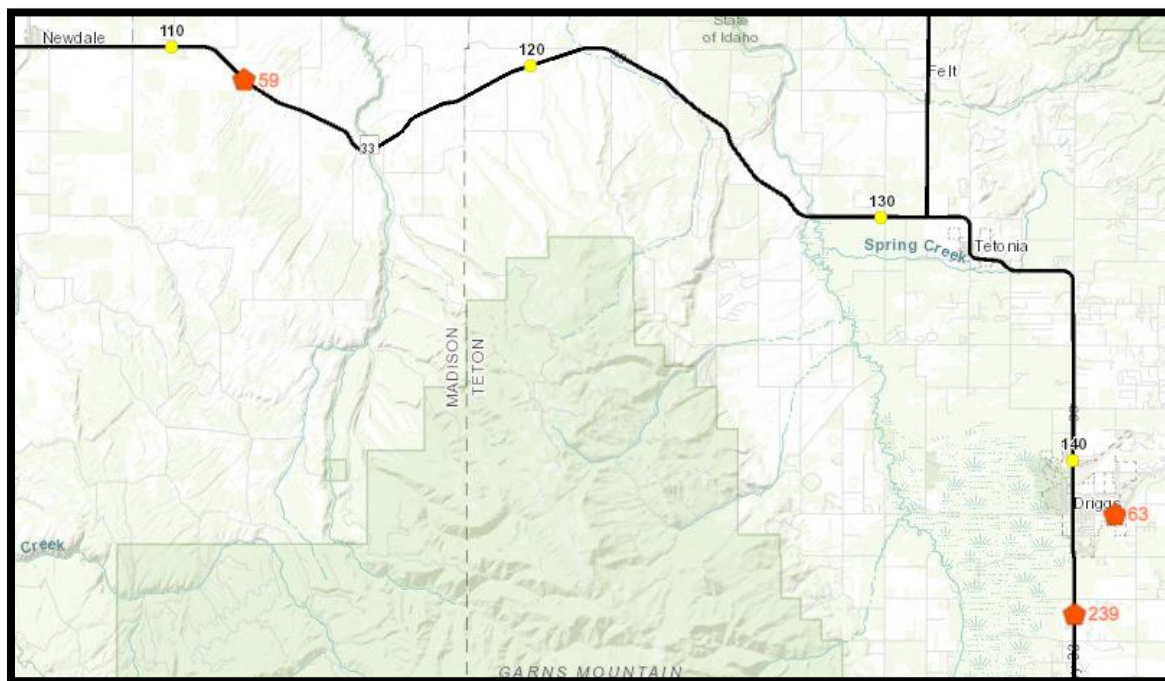 110
Newdale
State
of Idaho
120
59
Felt
33
130
Spring Creek
Tetonia
MADISON
TETON
140
Driggs
63
Creek
239
GARNS MOUNTAIN